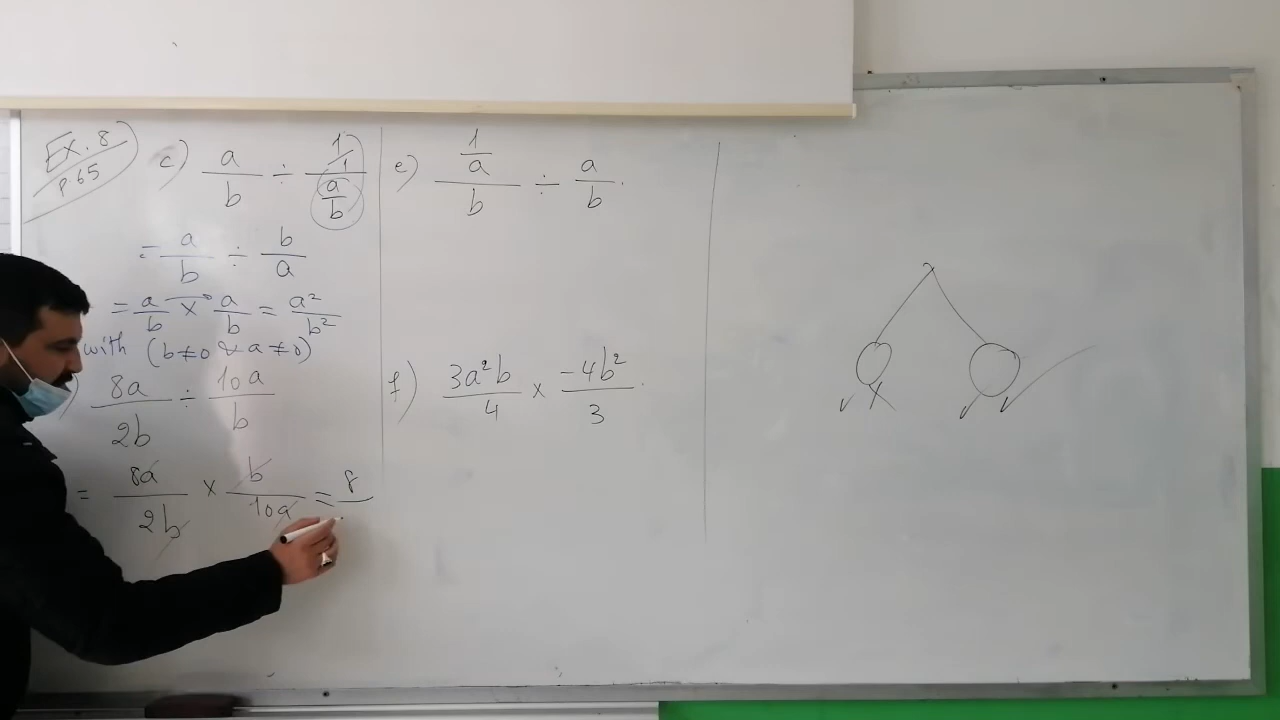 Ex. 8
p 65
c) a/b ÷ 1/(a/b)
= a/b ÷ b/a
= a/b × a/b = a²/b²
with (b≠0 & a≠0)
) 8a/2b ÷ 10a/b
= 8a/2b × b/10a = 8
e) (1/a)/b ÷ a/b.
f) 3a²b/4 × -4b²/3.